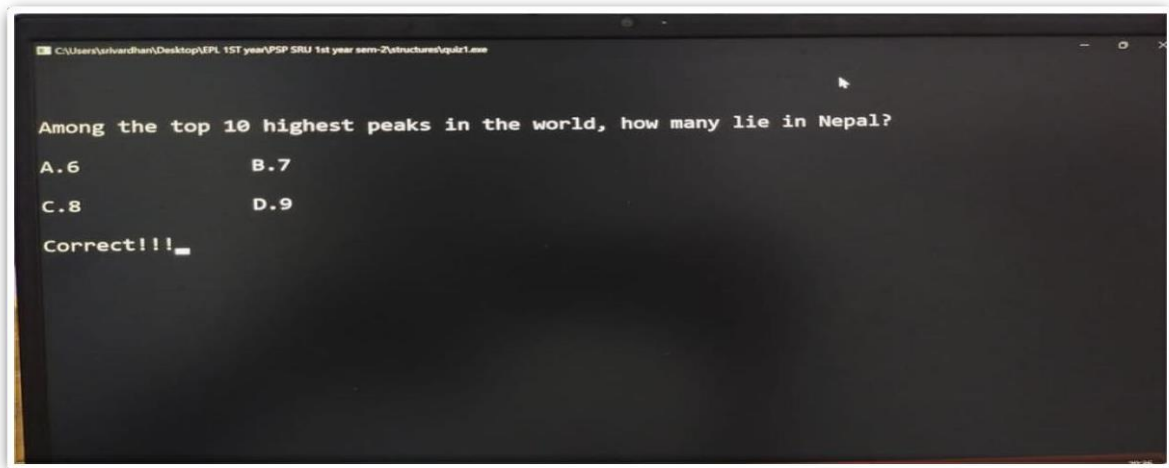 C:\Users\srivardhan\Desktop\EPL 1ST year\PSP SRU 1st year sem-2\structures\quiz1.exe
Among the top 10 highest peaks in the world, how many lie in Nepal?
A.6 B.7
C.8 D.9
Correct!!!